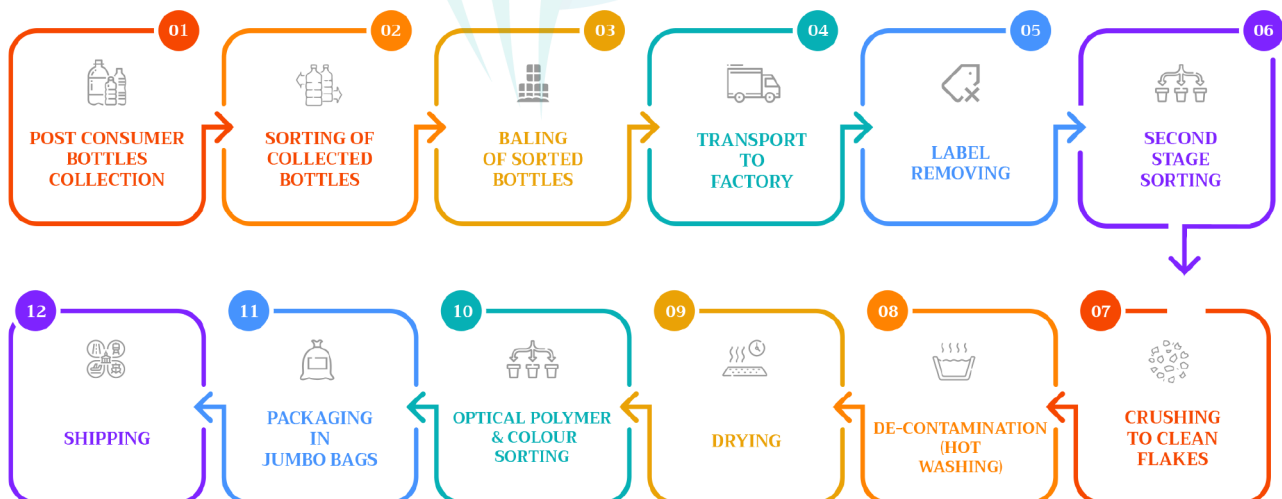 01
POST CONSUMER
BOTTLES
COLLECTION
02
SORTING OF
COLLECTED
BOTTLES
03
BALING
OF SORTED
BOTTLES
04
TRANSPORT
TO
FACTORY
05
LABEL
REMOVING
06
SECOND
STAGE
SORTING
07
CRUSHING
TO CLEAN
FLAKES
08
DE-CONTAMINATION
(HOT
WASHING)
09
DRYING
10
OPTICAL POLYMER
& COLOUR
SORTING
11
PACKAGING
IN
JUMBO BAGS
12
SHIPPING